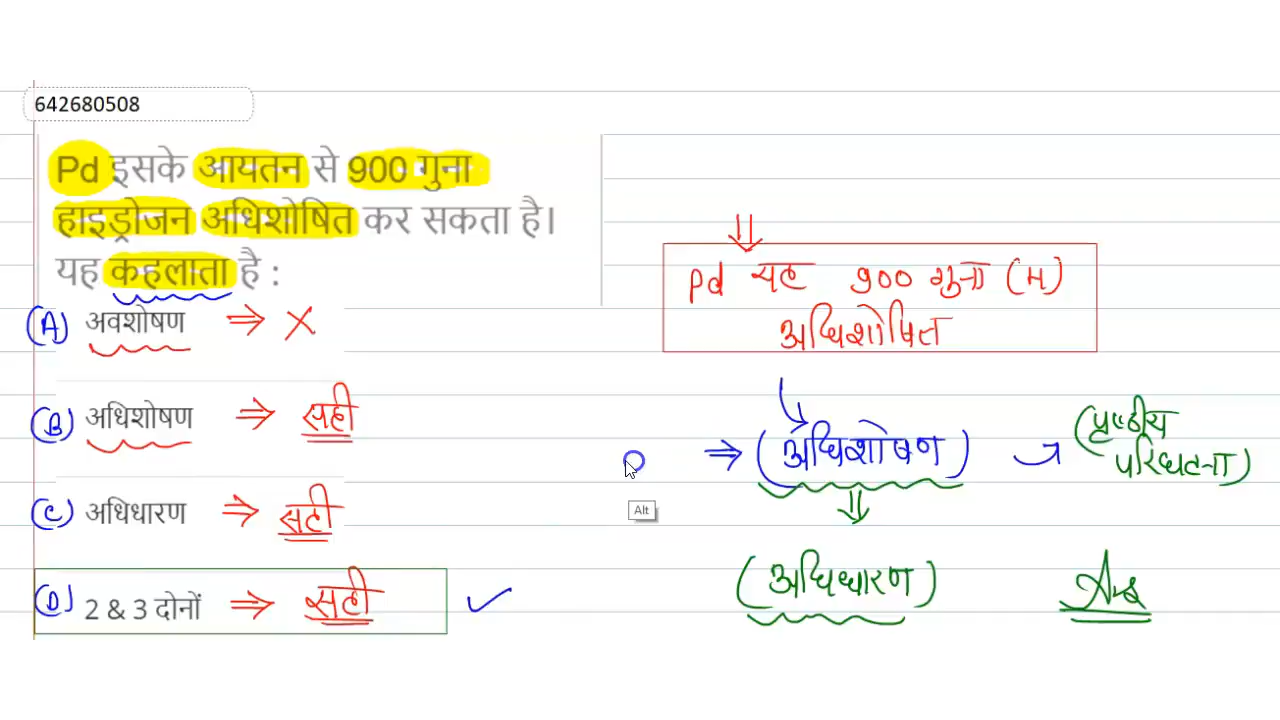 642680508
Pd इसके आयतन से 900 गुना
हाइड्रोजन अधिशोषित कर सकता है।
यह कहलाता है :
(A) अवशोषण ⇒ X
(B) अधिशोषण ⇒ सही
(C) अधिधारण ⇒ सही
(D) 2 & 3 दोनों ⇒ सही ✓
Pd यह 900 गुना (H)
अधिशोषित
⇒ (अधिशोषण) → (पृष्ठीय
परिघटना)
Alt
(अधिधारण) Ans